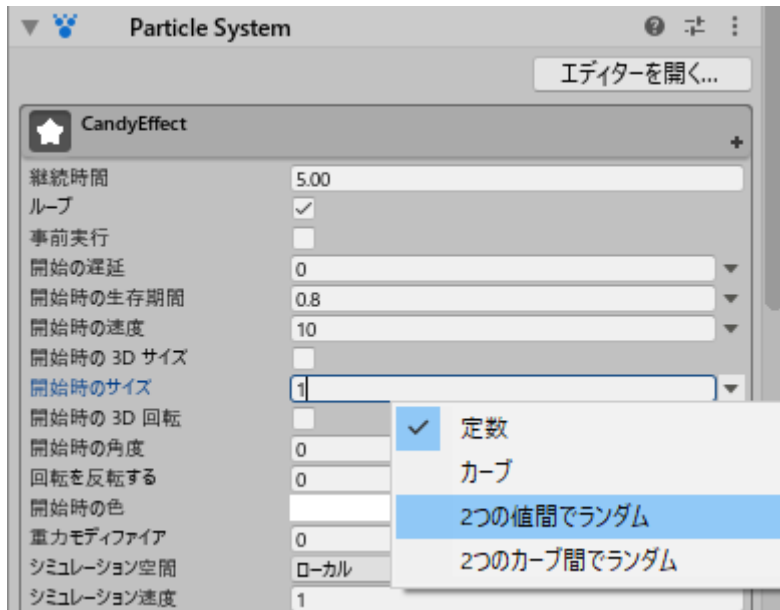 Particle System
エディターを開く...
CandyEffect
継続時間 5.00
ループ
事前実行
開始の遅延 0
開始時の生存期間 0.8
開始時の速度 10
開始時の 3D サイズ
開始時のサイズ 1
開始時の 3D 回転
定数
開始時の角度 0
カーブ
回転を反転する 0
2つの値間でランダム
開始時の色
重力モディファイア 0
2つのカーブ間でランダム
シミュレーション空間 ローカル
シミュレーション速度 1